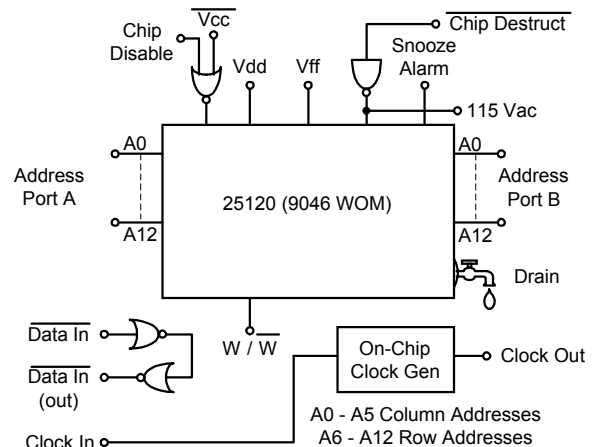 Vcc
Chip
Disable
Chip Destruct
Vdd
Vff
Snooze
Alarm
115 Vac
A0
A0
Address
Port A
Address
Port B
25120 (9046 WOM)
A12
A12
Drain
Data In
W / W
On-Chip
Clock Gen
Clock Out
Data In
(out)
A0 - A5 Column Addresses
A6 - A12 Row Addresses
Clock In